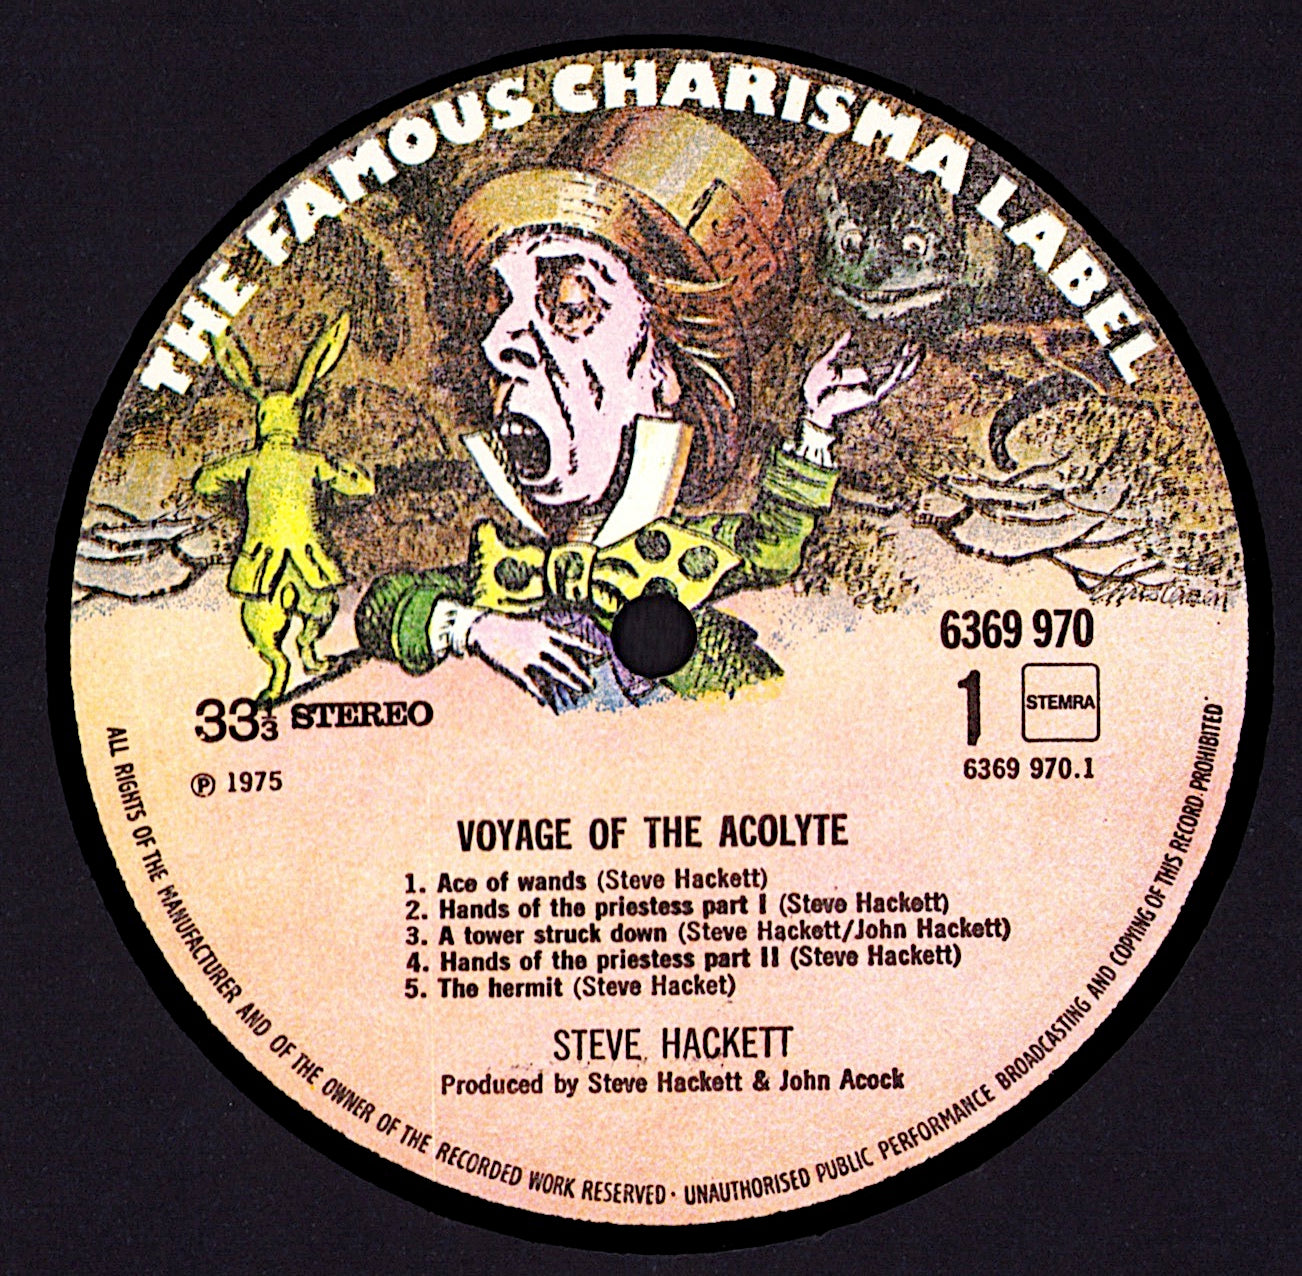 THE FAMOUS CHARISMA LABEL
6369 970
33⅓ STEREO
1
STEMRA
℗ 1975
6369 970.1
VOYAGE OF THE ACOLYTE
1. Ace of wands (Steve Hackett)
2. Hands of the priestess part I (Steve Hackett)
3. A tower struck down (Steve Hackett/John Hackett)
4. Hands of the priestess part II (Steve Hackett)
5. The hermit (Steve Hacket)
STEVE HACKETT
Produced by Steve Hackett & John Acock
ALL RIGHTS OF THE MANUFACTURER AND OF THE OWNER OF THE RECORDED WORK RESERVED · UNAUTHORISED PUBLIC PERFORMANCE BROADCASTING AND COPYING OF THIS RECORD PROHIBITED